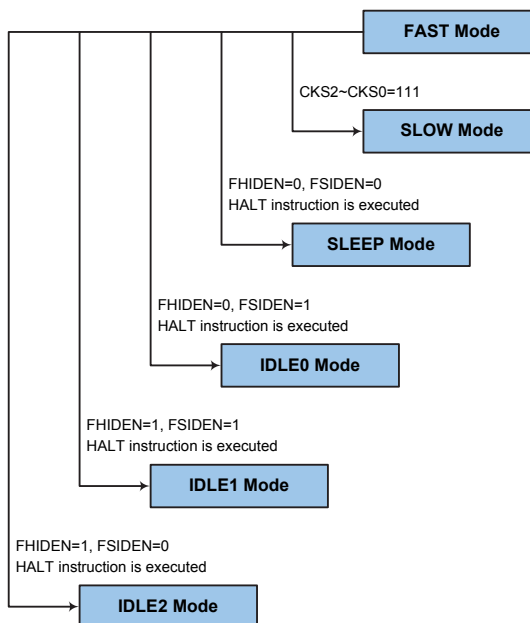 FAST Mode
CKS2~CKS0=111
SLOW Mode
FHIDEN=0, FSIDEN=0
HALT instruction is executed
SLEEP Mode
FHIDEN=0, FSIDEN=1
HALT instruction is executed
IDLE0 Mode
FHIDEN=1, FSIDEN=1
HALT instruction is executed
IDLE1 Mode
FHIDEN=1, FSIDEN=0
HALT instruction is executed
IDLE2 Mode